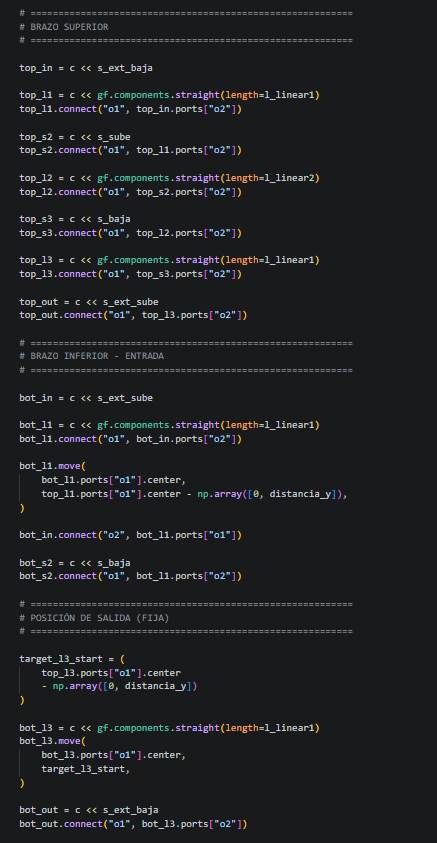 # ============================================================
# BRAZO SUPERIOR
# ============================================================
top_in = c << s_ext_baja
top_l1 = c << gf.components.straight(length=l_linear1)
top_l1.connect("o1", top_in.ports["o2"])
top_s2 = c << s_sube
top_s2.connect("o1", top_l1.ports["o2"])
top_l2 = c << gf.components.straight(length=l_linear2)
top_l2.connect("o1", top_s2.ports["o2"])
top_s3 = c << s_baja
top_s3.connect("o1", top_l2.ports["o2"])
top_l3 = c << gf.components.straight(length=l_linear1)
top_l3.connect("o1", top_s3.ports["o2"])
top_out = c << s_ext_sube
top_out.connect("o1", top_l3.ports["o2"])
# ============================================================
# BRAZO INFERIOR - ENTRADA
# ============================================================
bot_in = c << s_ext_sube
bot_l1 = c << gf.components.straight(length=l_linear1)
bot_l1.connect("o1", bot_in.ports["o2"])
bot_l1.move(
    bot_l1.ports["o1"].center,
    top_l1.ports["o1"].center - np.array([0, distancia_y]),
)
bot_in.connect("o2", bot_l1.ports["o1"])
bot_s2 = c << s_baja
bot_s2.connect("o1", bot_l1.ports["o2"])
# ============================================================
# POSICIÓN DE SALIDA (FIJA)
# ============================================================
target_l3_start = (
    top_l3.ports["o1"].center
    - np.array([0, distancia_y])
)
bot_l3 = c << gf.components.straight(length=l_linear1)
bot_l3.move(
    bot_l3.ports["o1"].center,
    target_l3_start,
)
bot_out = c << s_ext_baja
bot_out.connect("o1", bot_l3.ports["o2"])